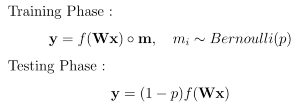 Training Phase :
y = f(Wx) ∘ m, m_i ∼ Bernoulli(p)
Testing Phase :
y = (1 − p)f(Wx)